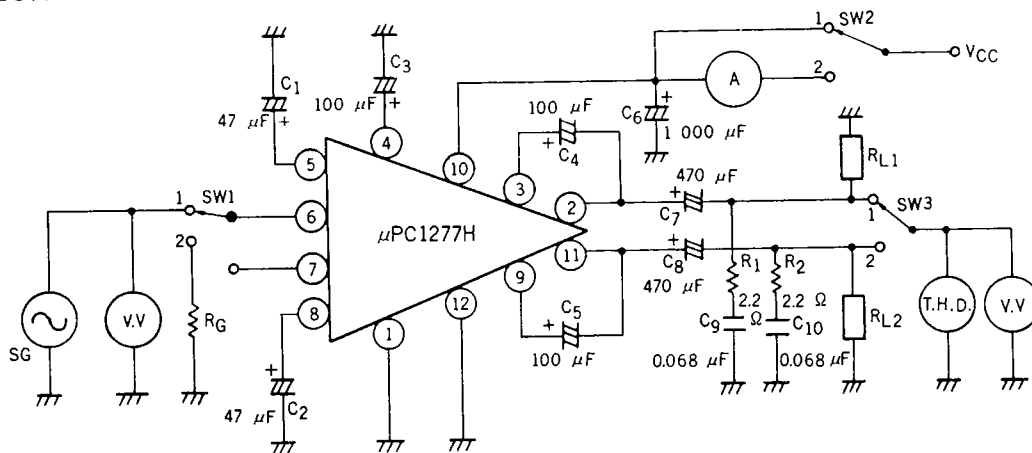 1 SW2
VCC
2
A
C1
47 µF +
C3
100 µF +
4
5
10
100 µF
+ C4
3
+
C6
1 000 µF
RL1
1 SW1
6
2
µPC1277H
2
470 µF
+
C7
1 SW3
11
+
C8
470 µF
2
7
8
9
12
1
SG
V.V
RG
+
C2
47 µF
C5
+
100 µF
R1
2.2 Ω
C9
0.068 µF
R2
2.2 Ω
C10
0.068 µF
RL2
T.H.D.
V.V